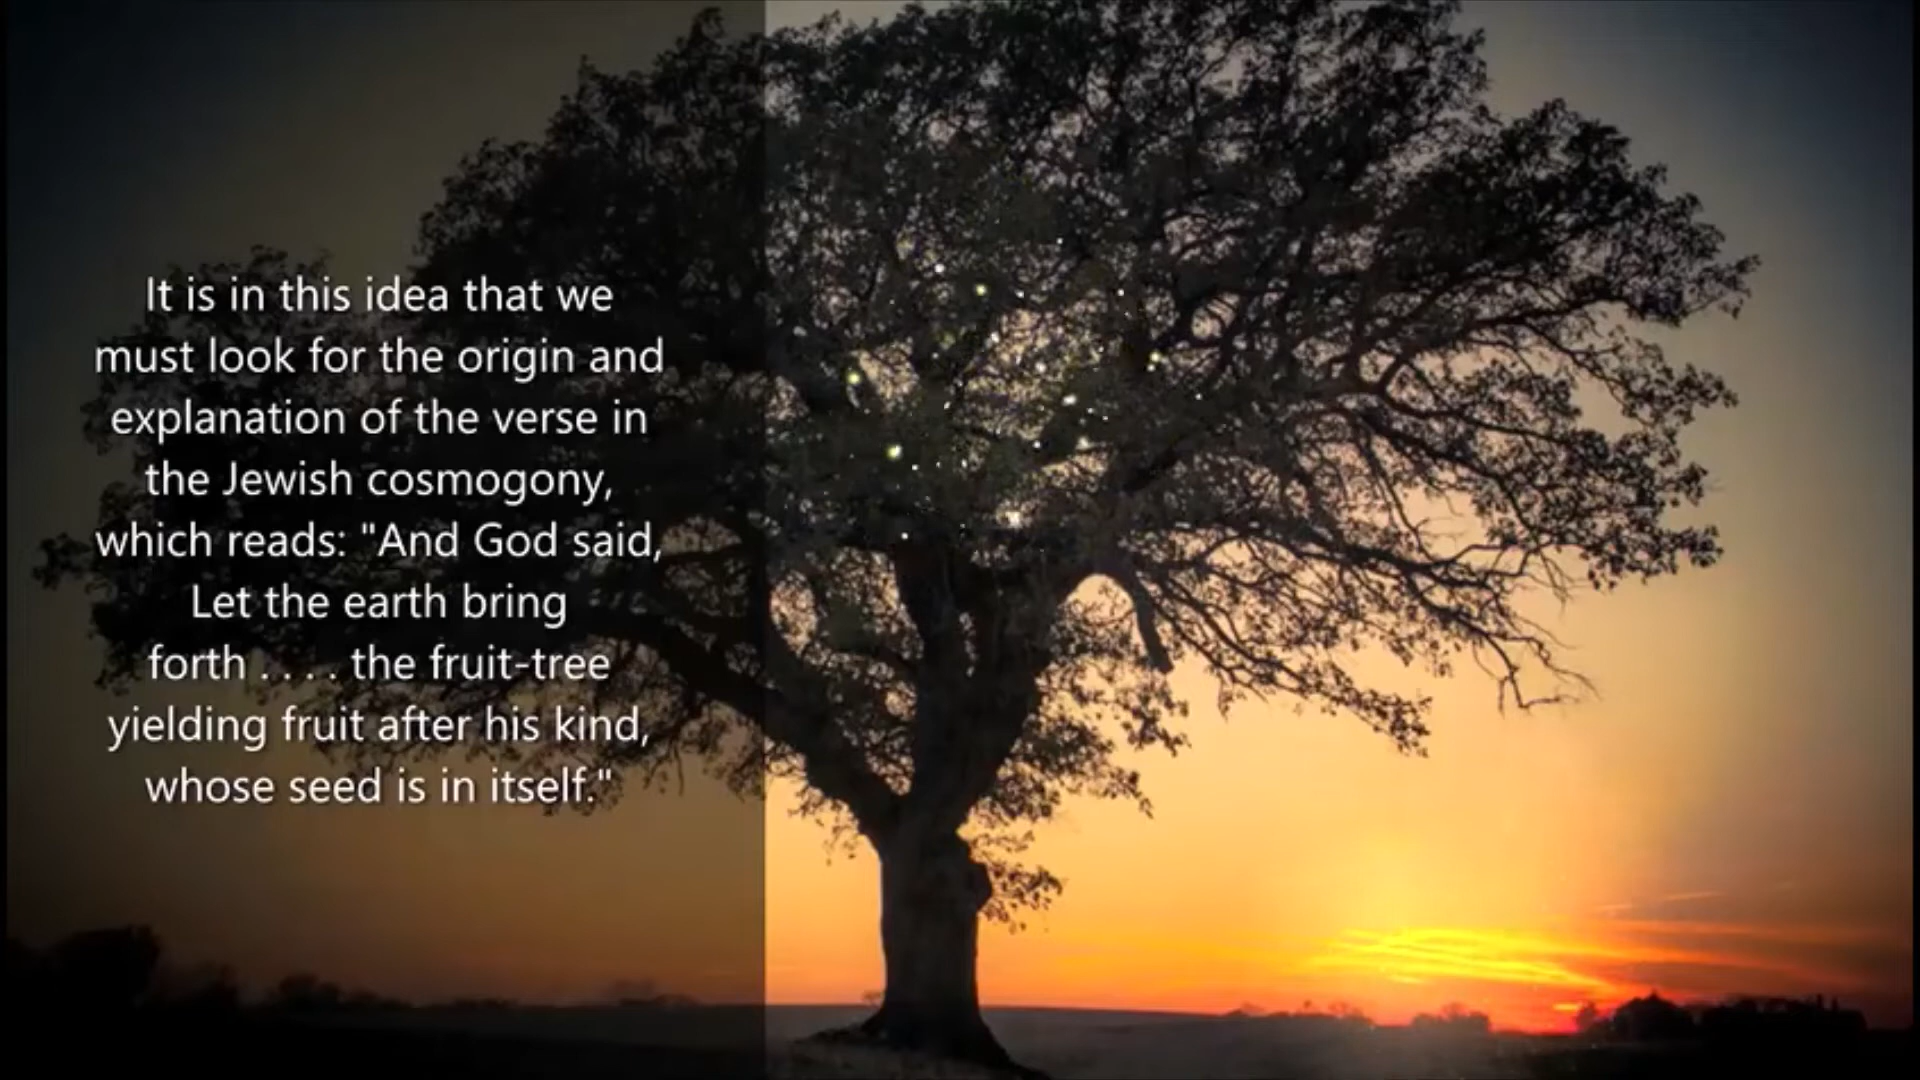 It is in this idea that we
must look for the origin and
explanation of the verse in
the Jewish cosmogony,
which reads: "And God said,
Let the earth bring
forth . . . . the fruit-tree
yielding fruit after his kind,
whose seed is in itself."